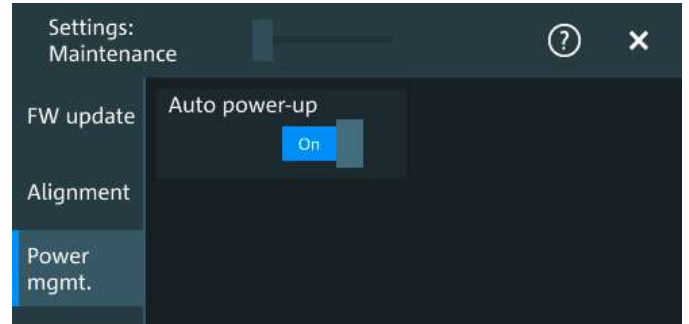 Settings:
Maintenance
?
FW update
Auto power-up
On
Alignment
Power
mgmt.